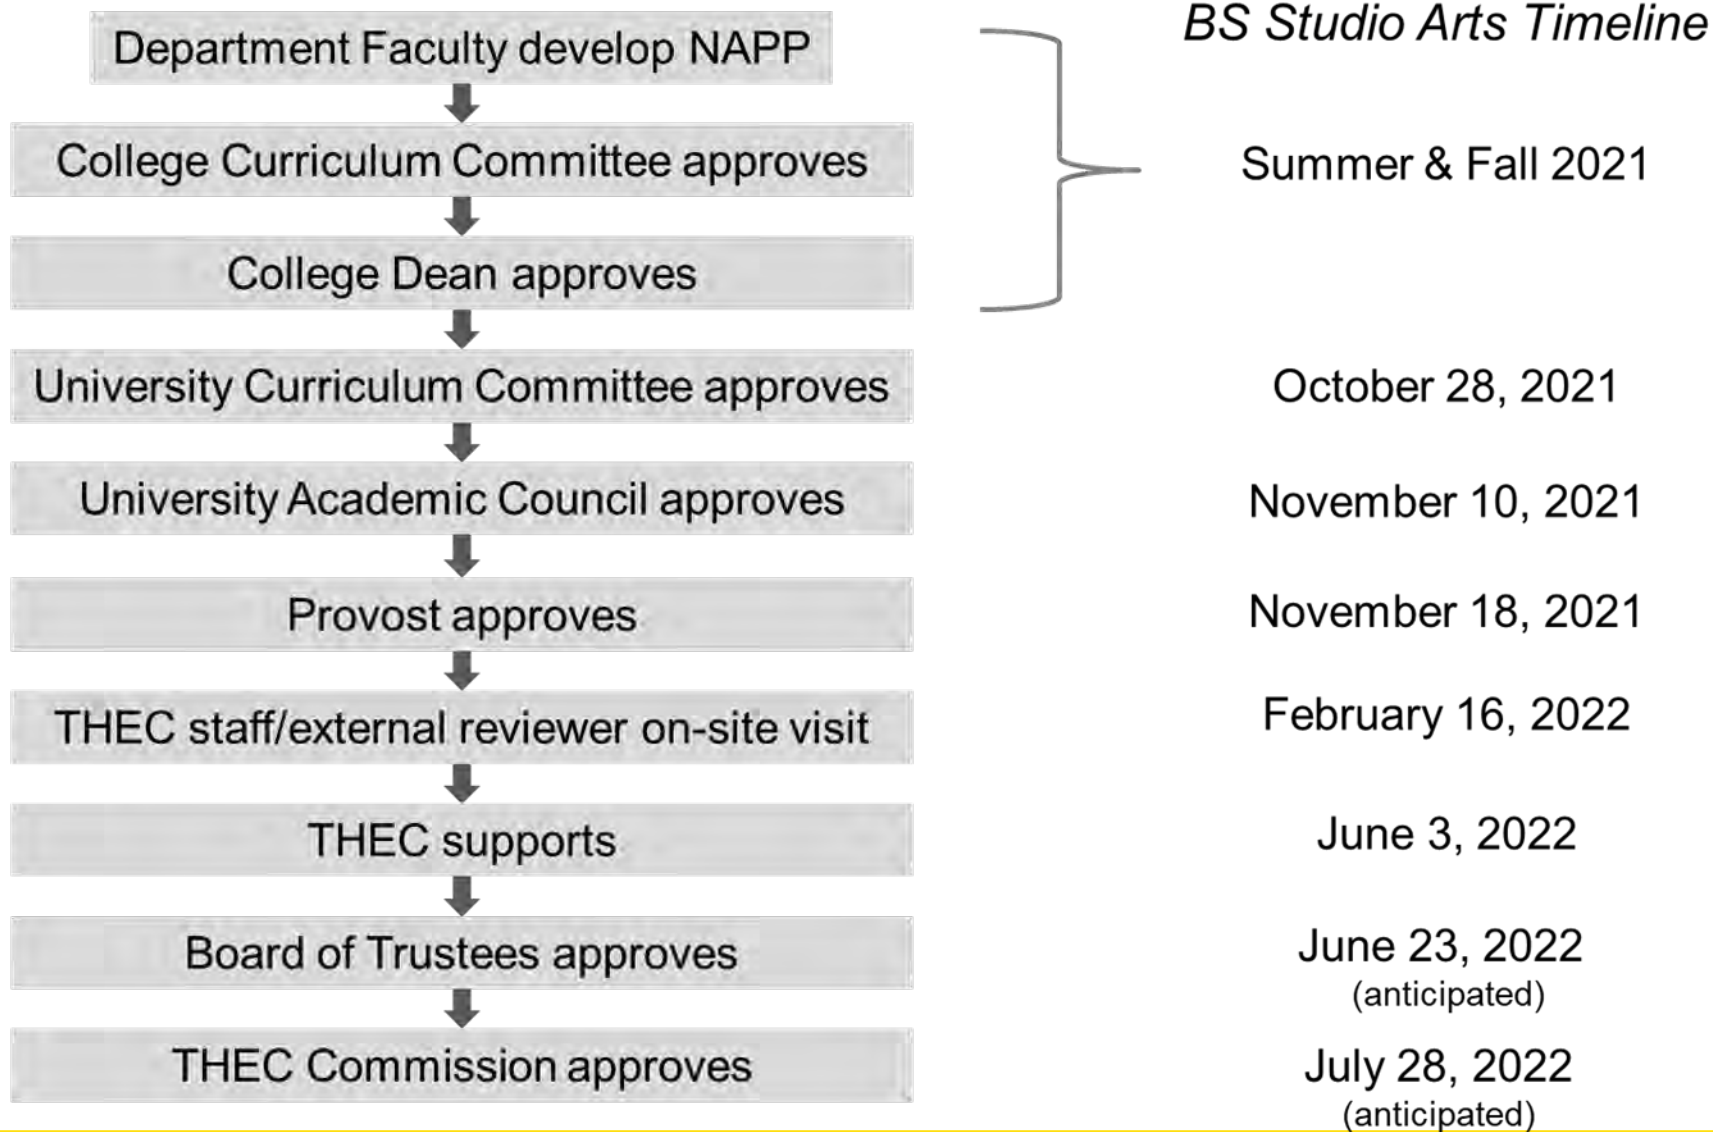 BS Studio Arts Timeline
Department Faculty develop NAPP
College Curriculum Committee approves
Summer & Fall 2021
College Dean approves
University Curriculum Committee approves
October 28, 2021
University Academic Council approves
November 10, 2021
Provost approves
November 18, 2021
THEC staff/external reviewer on-site visit
February 16, 2022
THEC supports
June 3, 2022
Board of Trustees approves
June 23, 2022
(anticipated)
THEC Commission approves
July 28, 2022
(anticipated)